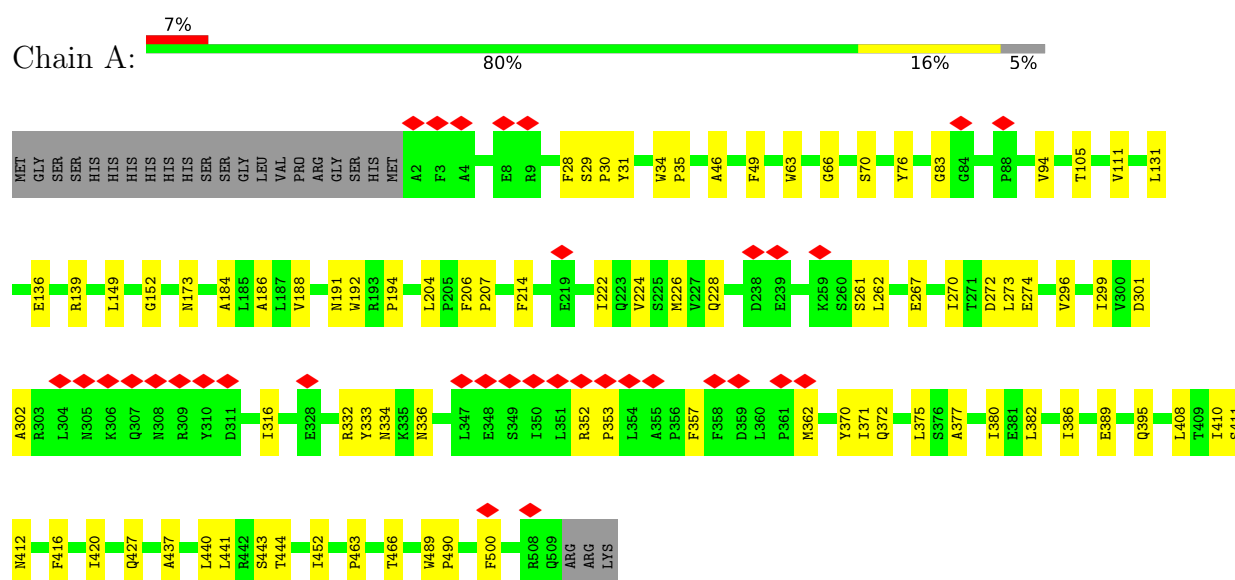 7%
Chain A:
80% 16% 5%
MET GLY SER SER HIS HIS HIS HIS HIS HIS SER SER GLY LEU VAL PRO ARG GLY SER HIS MET A2 F3 A4 E8 R9 F28 S29 P30 Y31 W34 P35 A46 F49 W63 G66 S70 Y76 G83 G84 P88 V94 T105 V111 L131
E136 R139 L149 G152 N173 A184 L185 A186 L187 V188 N191 W192 R193 P194 L204 P205 F206 P207 F214 E219 I222 Q223 V224 S225 M226 V227 Q228 D238 E239 K259 S260 S261 L262 E267 I270 T271 D272 L273 E274 V296 I299 V300 D301
A302 R303 L304 N305 K306 Q307 N308 R309 Y310 D311 I316 E328 R332 Y333 N334 K335 N336 L347 E348 S349 I350 L351 R352 P353 L354 A355 P356 F357 F358 D359 L360 P361 M362 Y370 I371 Q372 L375 S376 A377 I380 E381 L382 I386 E389 Q395 L408 T409 I410 S411
N412 F416 I420 Q427 A437 L440 L441 R442 S443 T444 I452 P463 T466 W489 P490 F500 R508 Q509 ARG ARG LYS